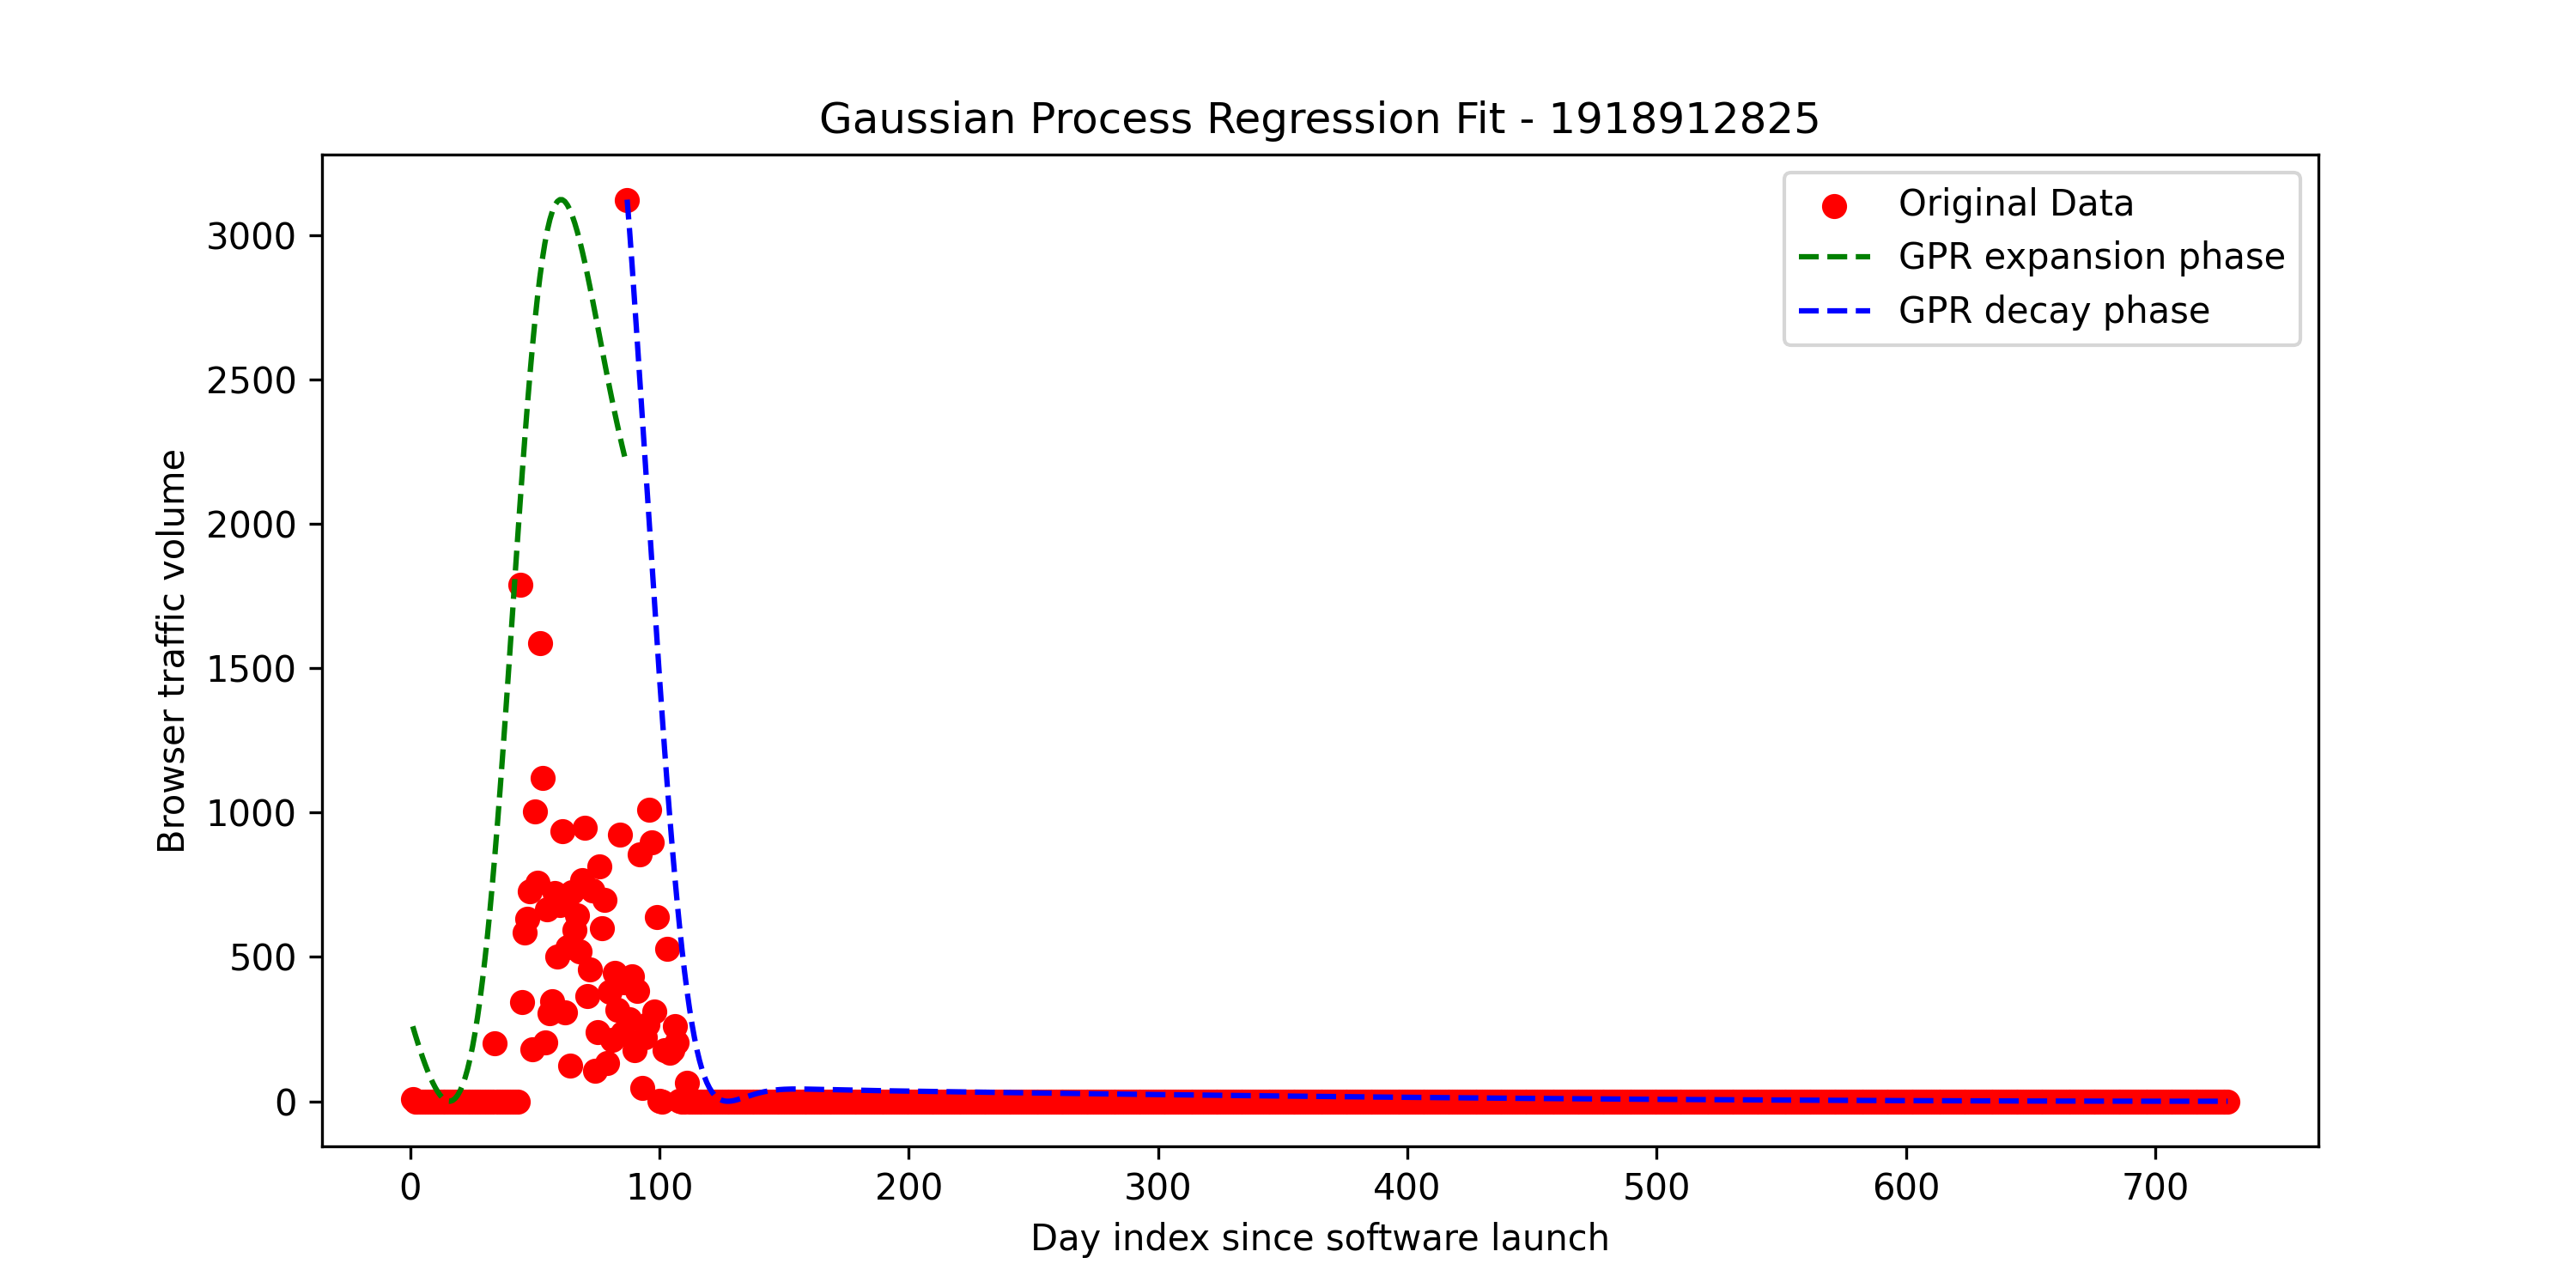 Gaussian Process Regression Fit - 1918912825
Original Data
GPR expansion phase
GPR decay phase
Browser traffic volume
3000
2500
2000
1500
1000
500
0
0 100 200 300 400 500 600 700
Day index since software launch